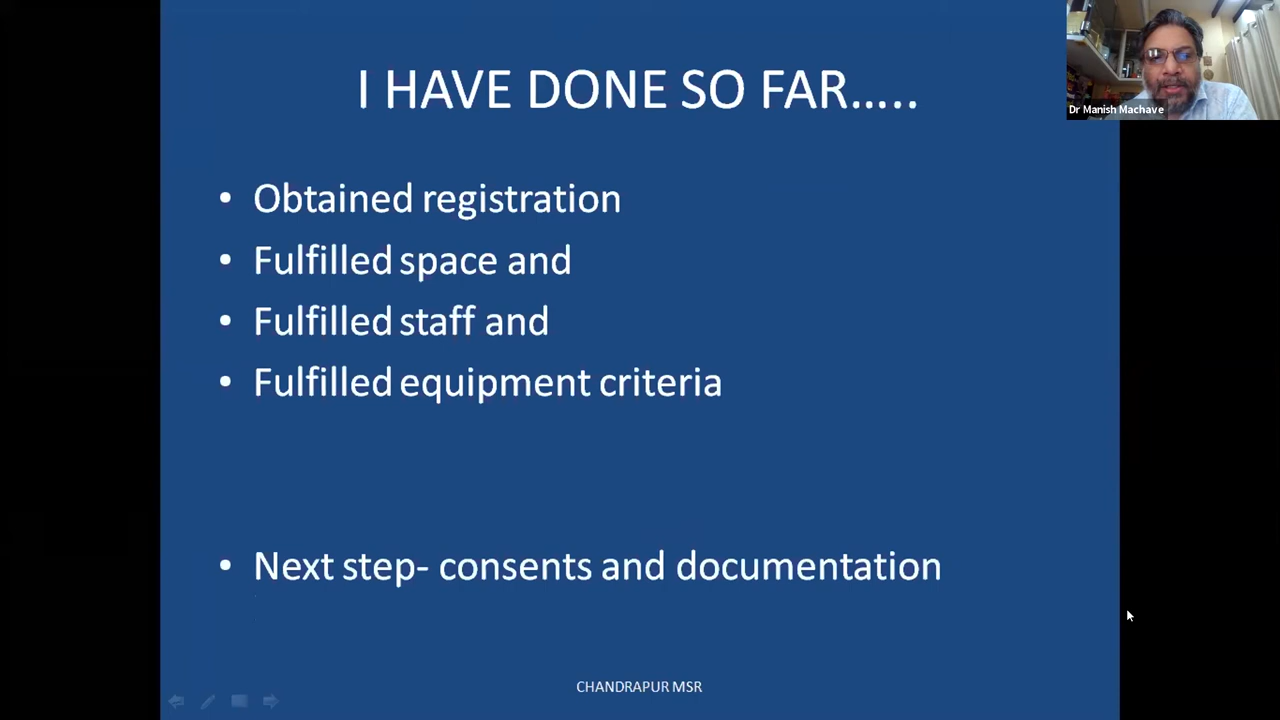 I HAVE DONE SO FAR…..
Dr Manish Machave
• Obtained registration
• Fulfilled space and
• Fulfilled staff and
• Fulfilled equipment criteria
• Next step- consents and documentation
CHANDRAPUR MSR